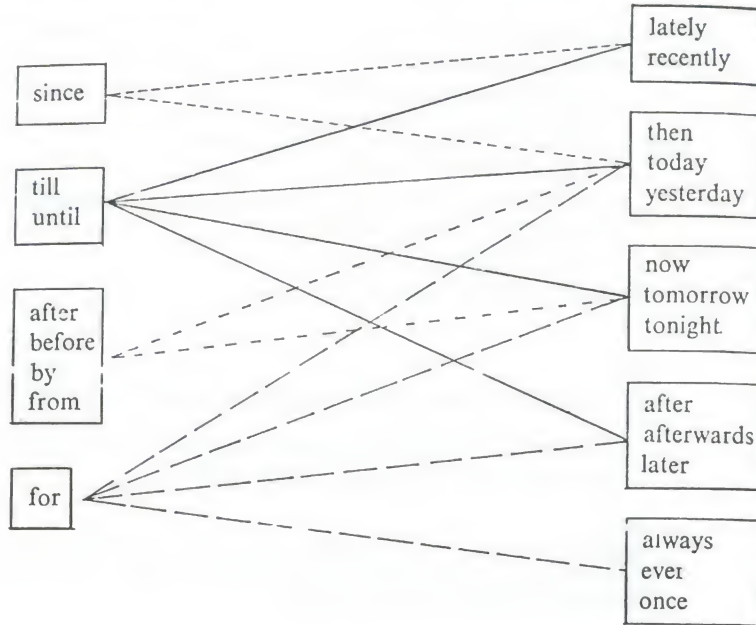 since
till
until
after
before
by
from
for
lately
recently
then
today
yesterday
now
tomorrow
tonight.
after
afterwards
later
always
ever
once